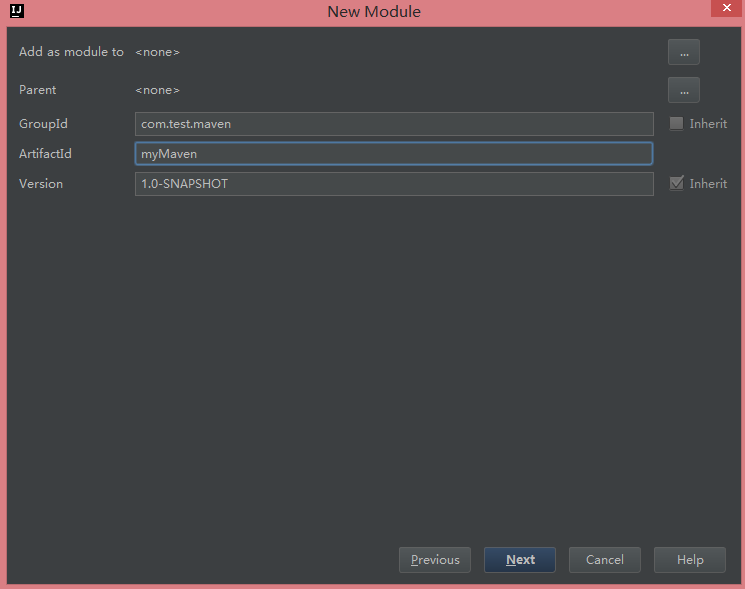 IJ
New Module
Add as module to <none> ...
Parent <none> ...
GroupId com.test.maven Inherit
ArtifactId myMaven
Version 1.0-SNAPSHOT Inherit
Previous Next Cancel Help